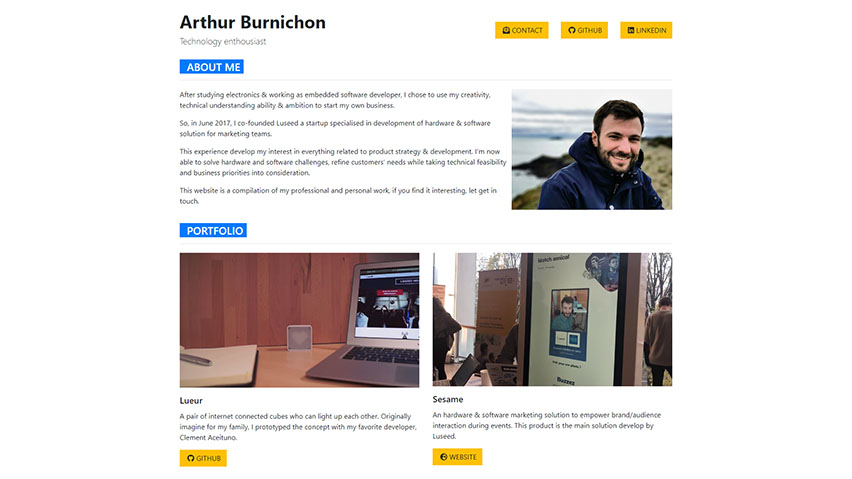 Arthur Burnichon
Technology enthousiast
CONTACT
GITHUB
LINKEDIN
ABOUT ME
After studying electronics & working as embedded software developer, I chose to use my creativity,
technical understanding ability & ambition to start my own business.
So, in June 2017, I co-founded Luseed a startup specialised in development of hardware & software
solution for marketing teams.
This experience develop my interest in everything related to product strategy & development. I'm now
able to solve hardware and software challenges, refine customers' needs while taking technical feasibility
and business priorities into consideration.
This website is a compilation of my professional and personal work, if you find it interesting, let get in
touch.
PORTFOLIO
Match amical
Buzzez
Lueur
A pair of internet connected cubes who can light up each other. Originally
imagine for my family, I prototyped the concept with my favorite developer,
Clement Aceituno.
GITHUB
Sesame
An hardware & software marketing solution to empower brand/audience
interaction during events. This product is the main solution develop by
Luseed.
WEBSITE